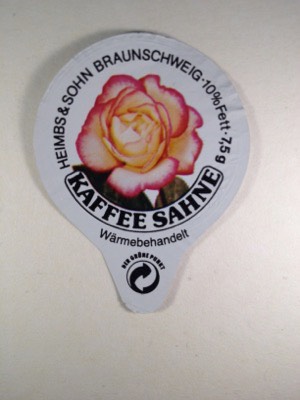 HEIMBS & SOHN BRAUNSCHWEIG · 10% Fett · 7,5 g
KAFFEE SAHNE
Wärmebehandelt
DER GRÜNE PUNKT